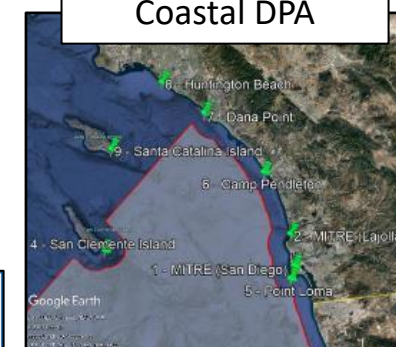 Coastal DPA
8 - Huntington Beach
7 - Dana Point
9 - Santa Catalina Island
6 - Camp Pendleton
2 - MITRE (Lajolla
4 - San Clemente Island
1 - MITRE (San Diego)
5 - Point Loma
Google Earth